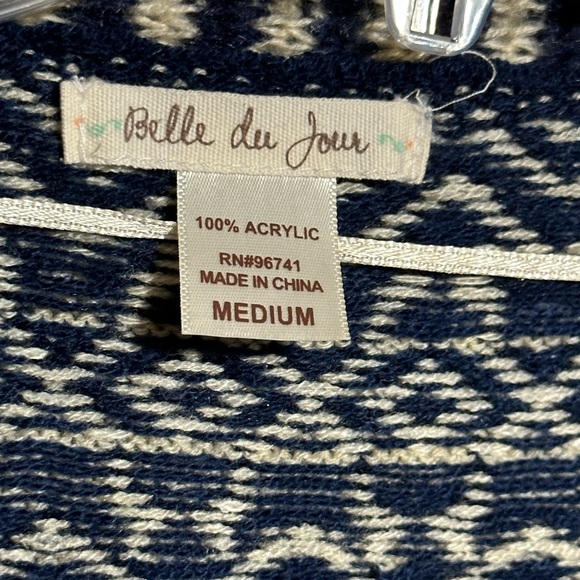 Belle du Jour
100% ACRYLIC
RN#96741
MADE IN CHINA
MEDIUM